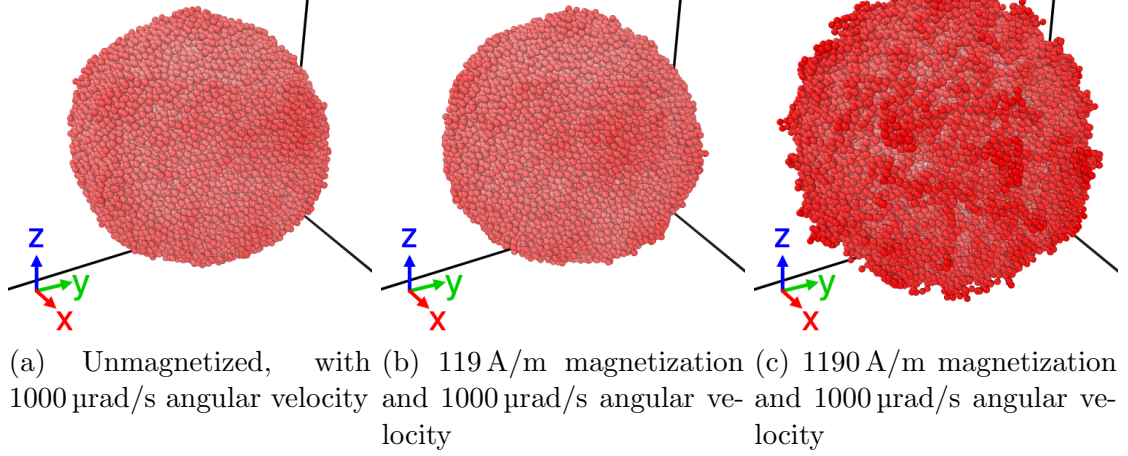 z
y
x
z
y
x
z
y
x
(a) Unmagnetized, with
1000 µrad/s angular velocity
(b) 119 A/m magnetization
and 1000 µrad/s angular ve-
locity
(c) 1190 A/m magnetization
and 1000 µrad/s angular ve-
locity